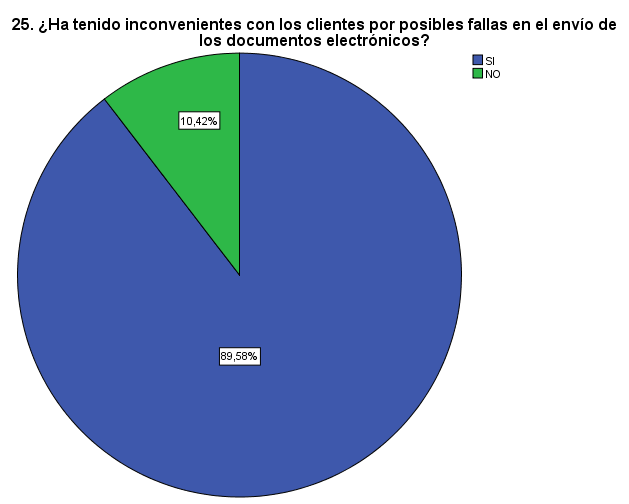 25. ¿Ha tenido inconvenientes con los clientes por posibles fallas en el envío de
los documentos electrónicos?
SI
NO
10,42%
89,58%